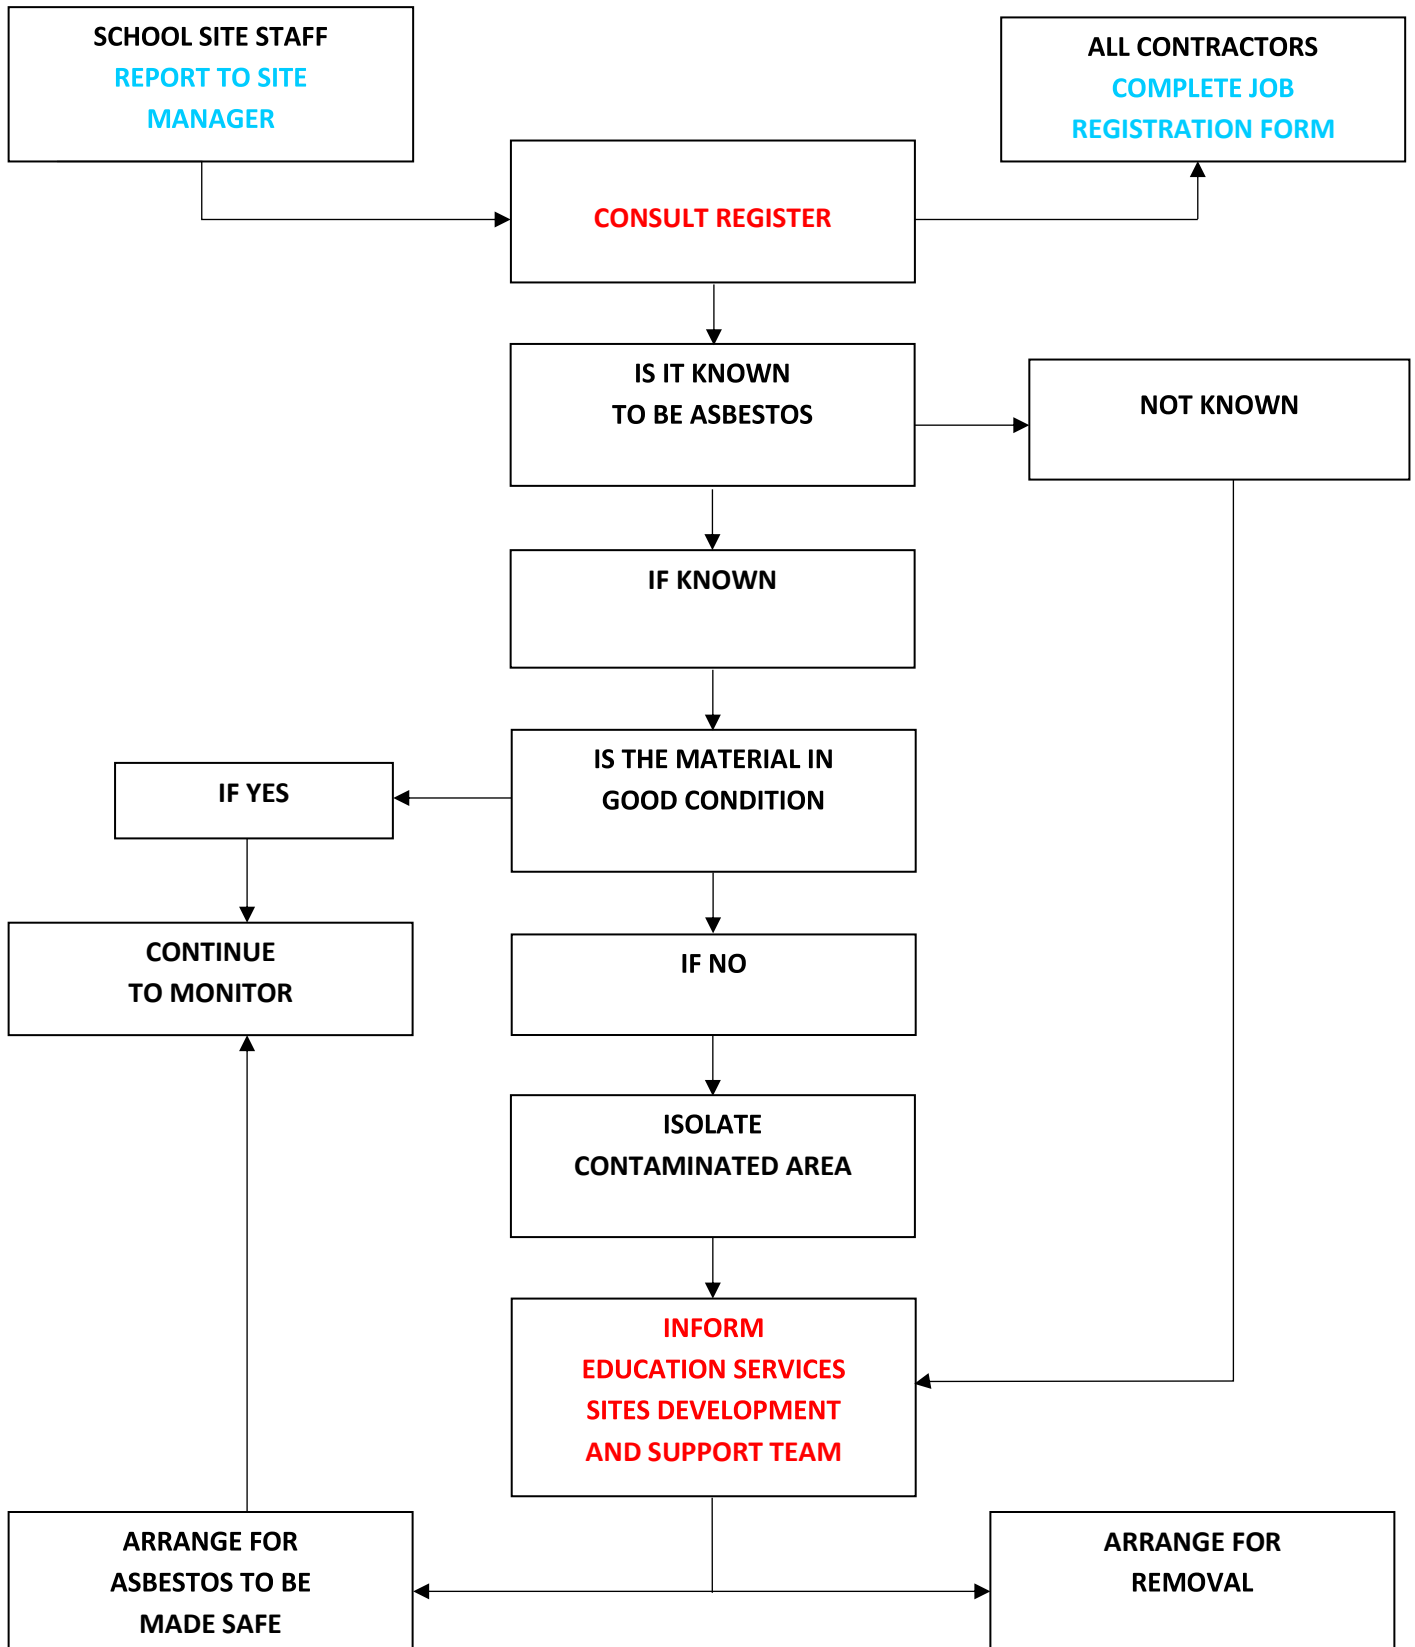 SCHOOL SITE STAFF
REPORT TO SITE
MANAGER
ALL CONTRACTORS
COMPLETE JOB
REGISTRATION FORM
CONSULT REGISTER
IS IT KNOWN
TO BE ASBESTOS
NOT KNOWN
IF KNOWN
IS THE MATERIAL IN
GOOD CONDITION
IF YES
CONTINUE
TO MONITOR
IF NO
ISOLATE
CONTAMINATED AREA
INFORM
EDUCATION SERVICES
SITES DEVELOPMENT
AND SUPPORT TEAM
ARRANGE FOR
ASBESTOS TO BE
MADE SAFE
ARRANGE FOR
REMOVAL